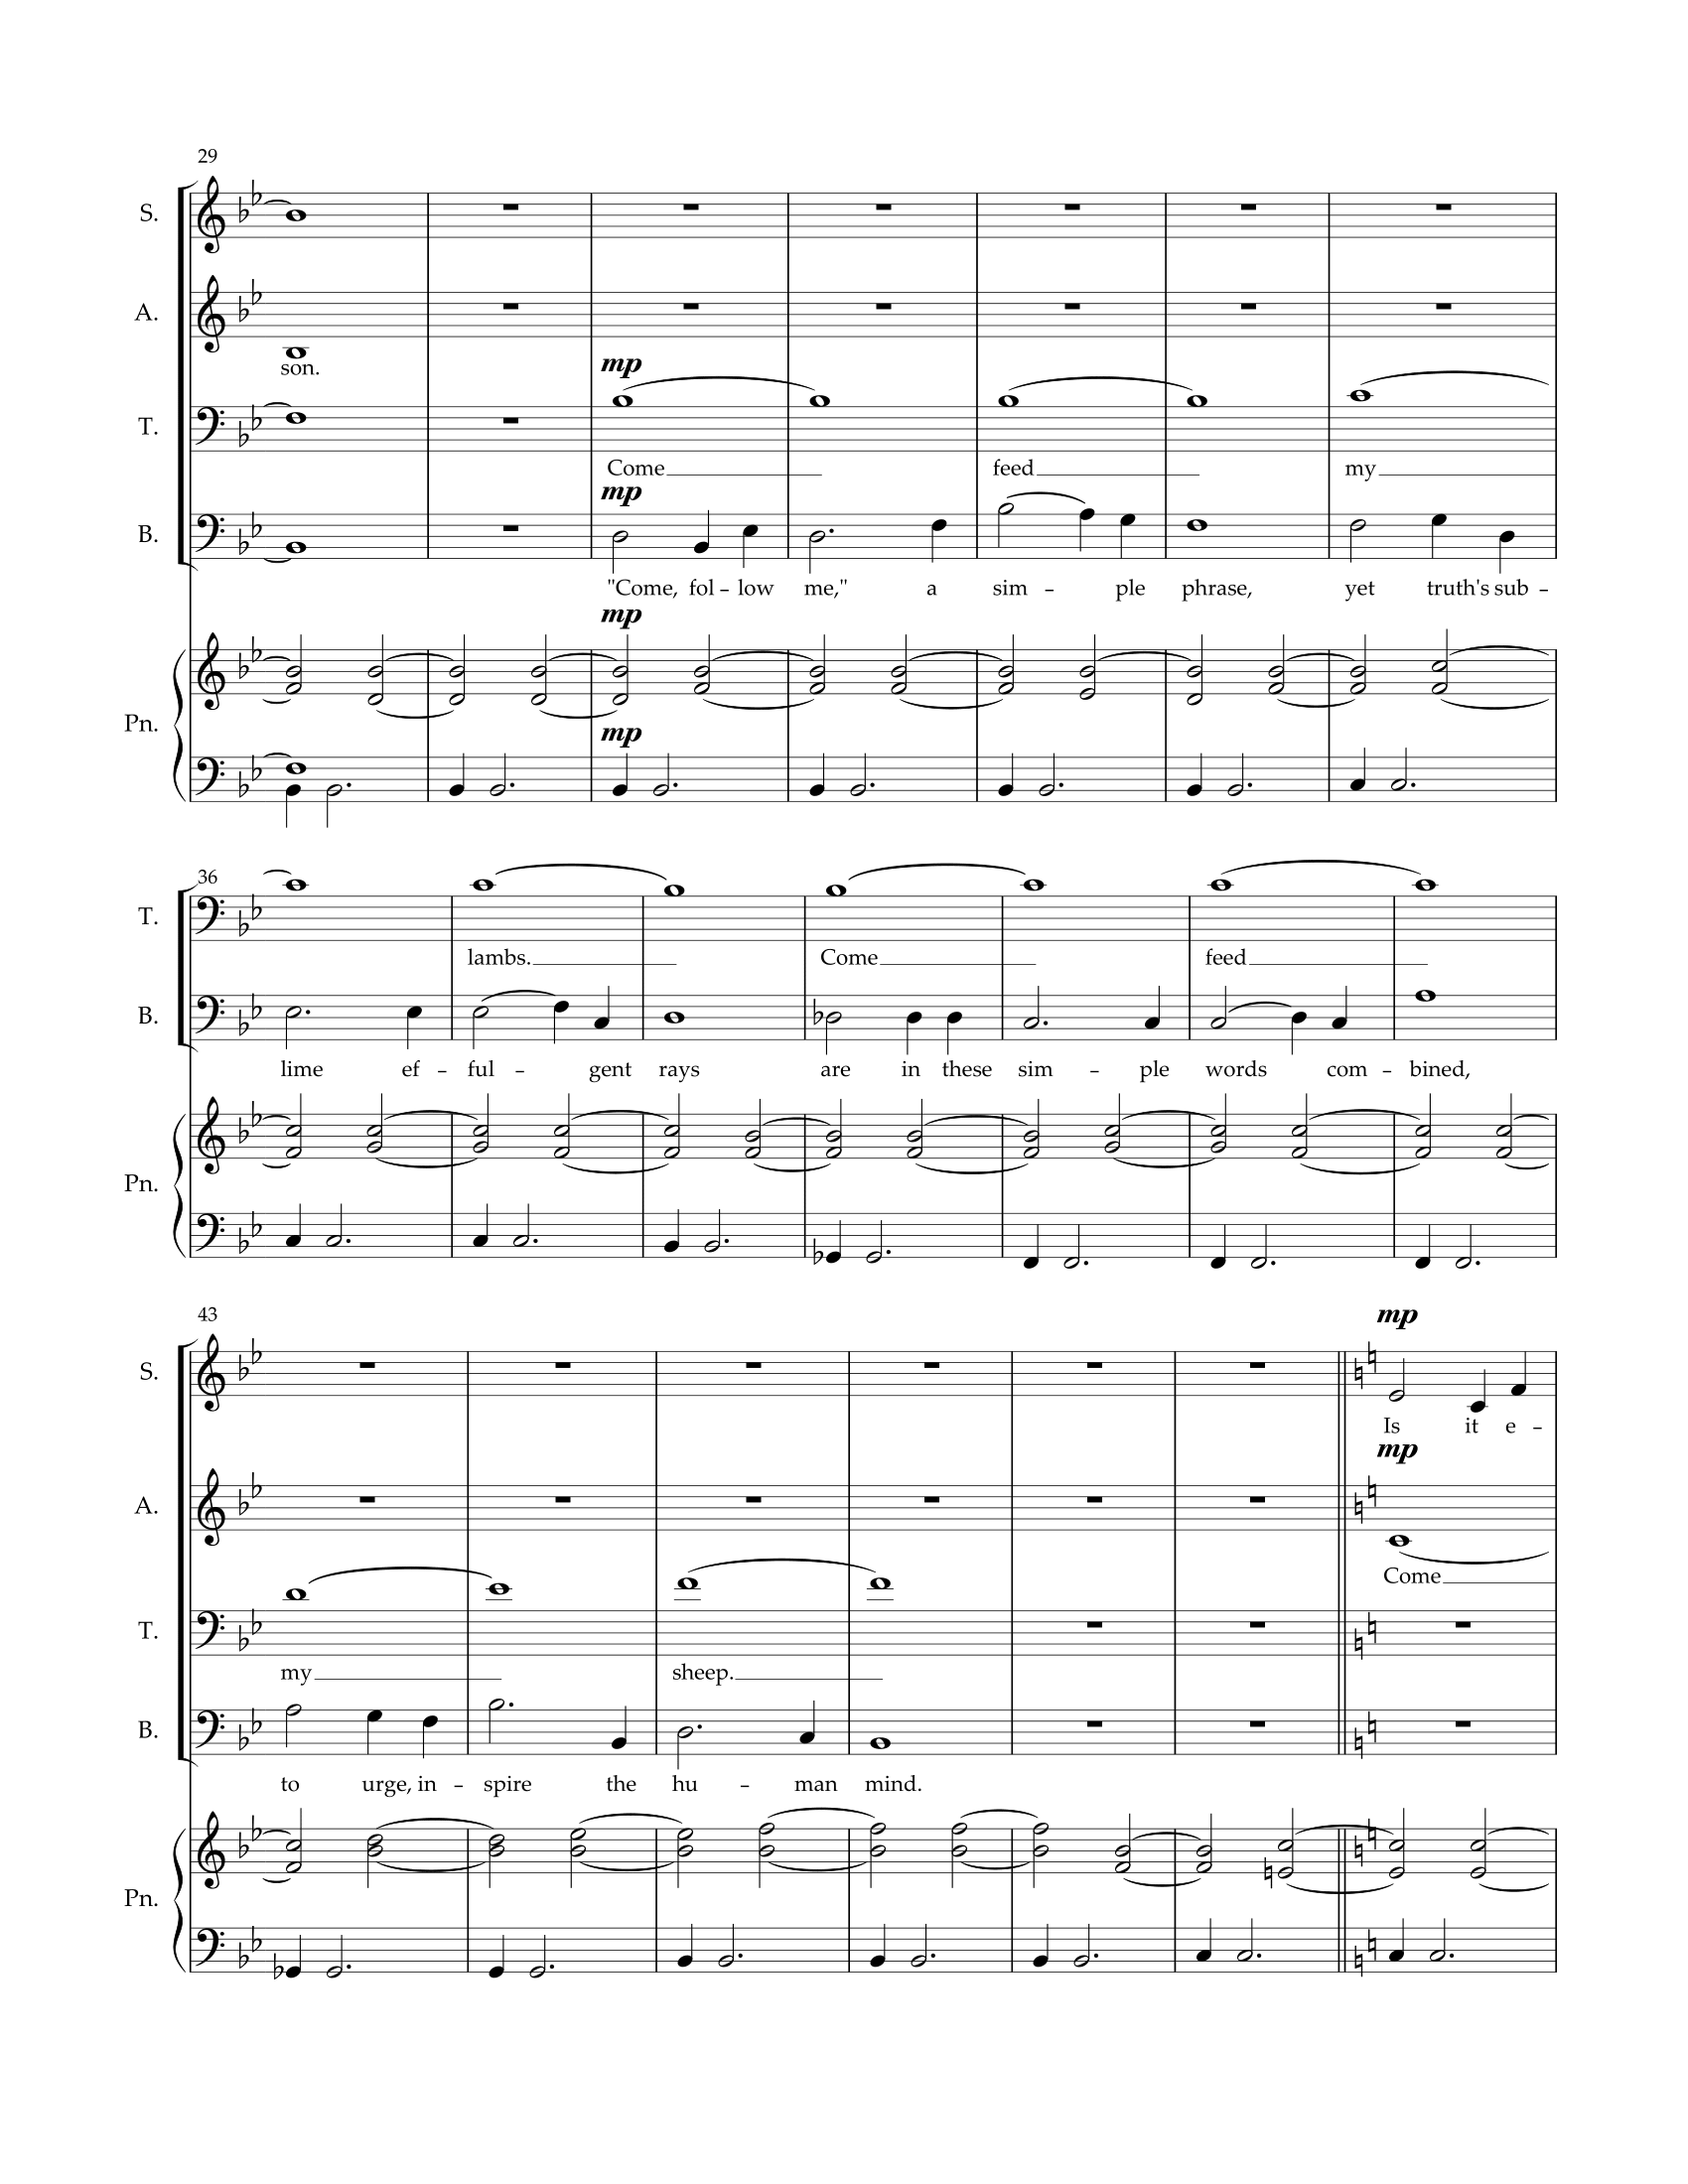 29
S.
A.
son.
mp
T.
Come feed my
mp
B.
"Come, fol - low me," a sim - ple phrase, yet truth's sub -
mp
Pn.
mp
36
T.
lambs. Come feed
B.
lime ef - ful - gent rays are in these sim - ple words com - bined,
Pn.
43
mp
S.
Is it e -
mp
A.
Come
T.
my sheep.
B.
to urge, in - spire the hu - man mind.
Pn.